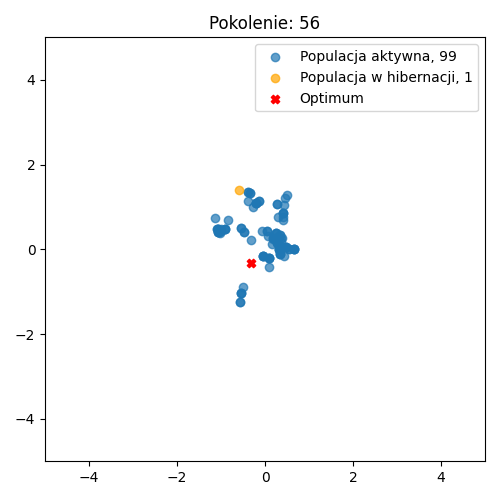 Pokolenie: 56
Populacja aktywna, 99
Populacja w hibernacji, 1
Optimum
4
2
0
−2
−4
−4
−2
0
2
4